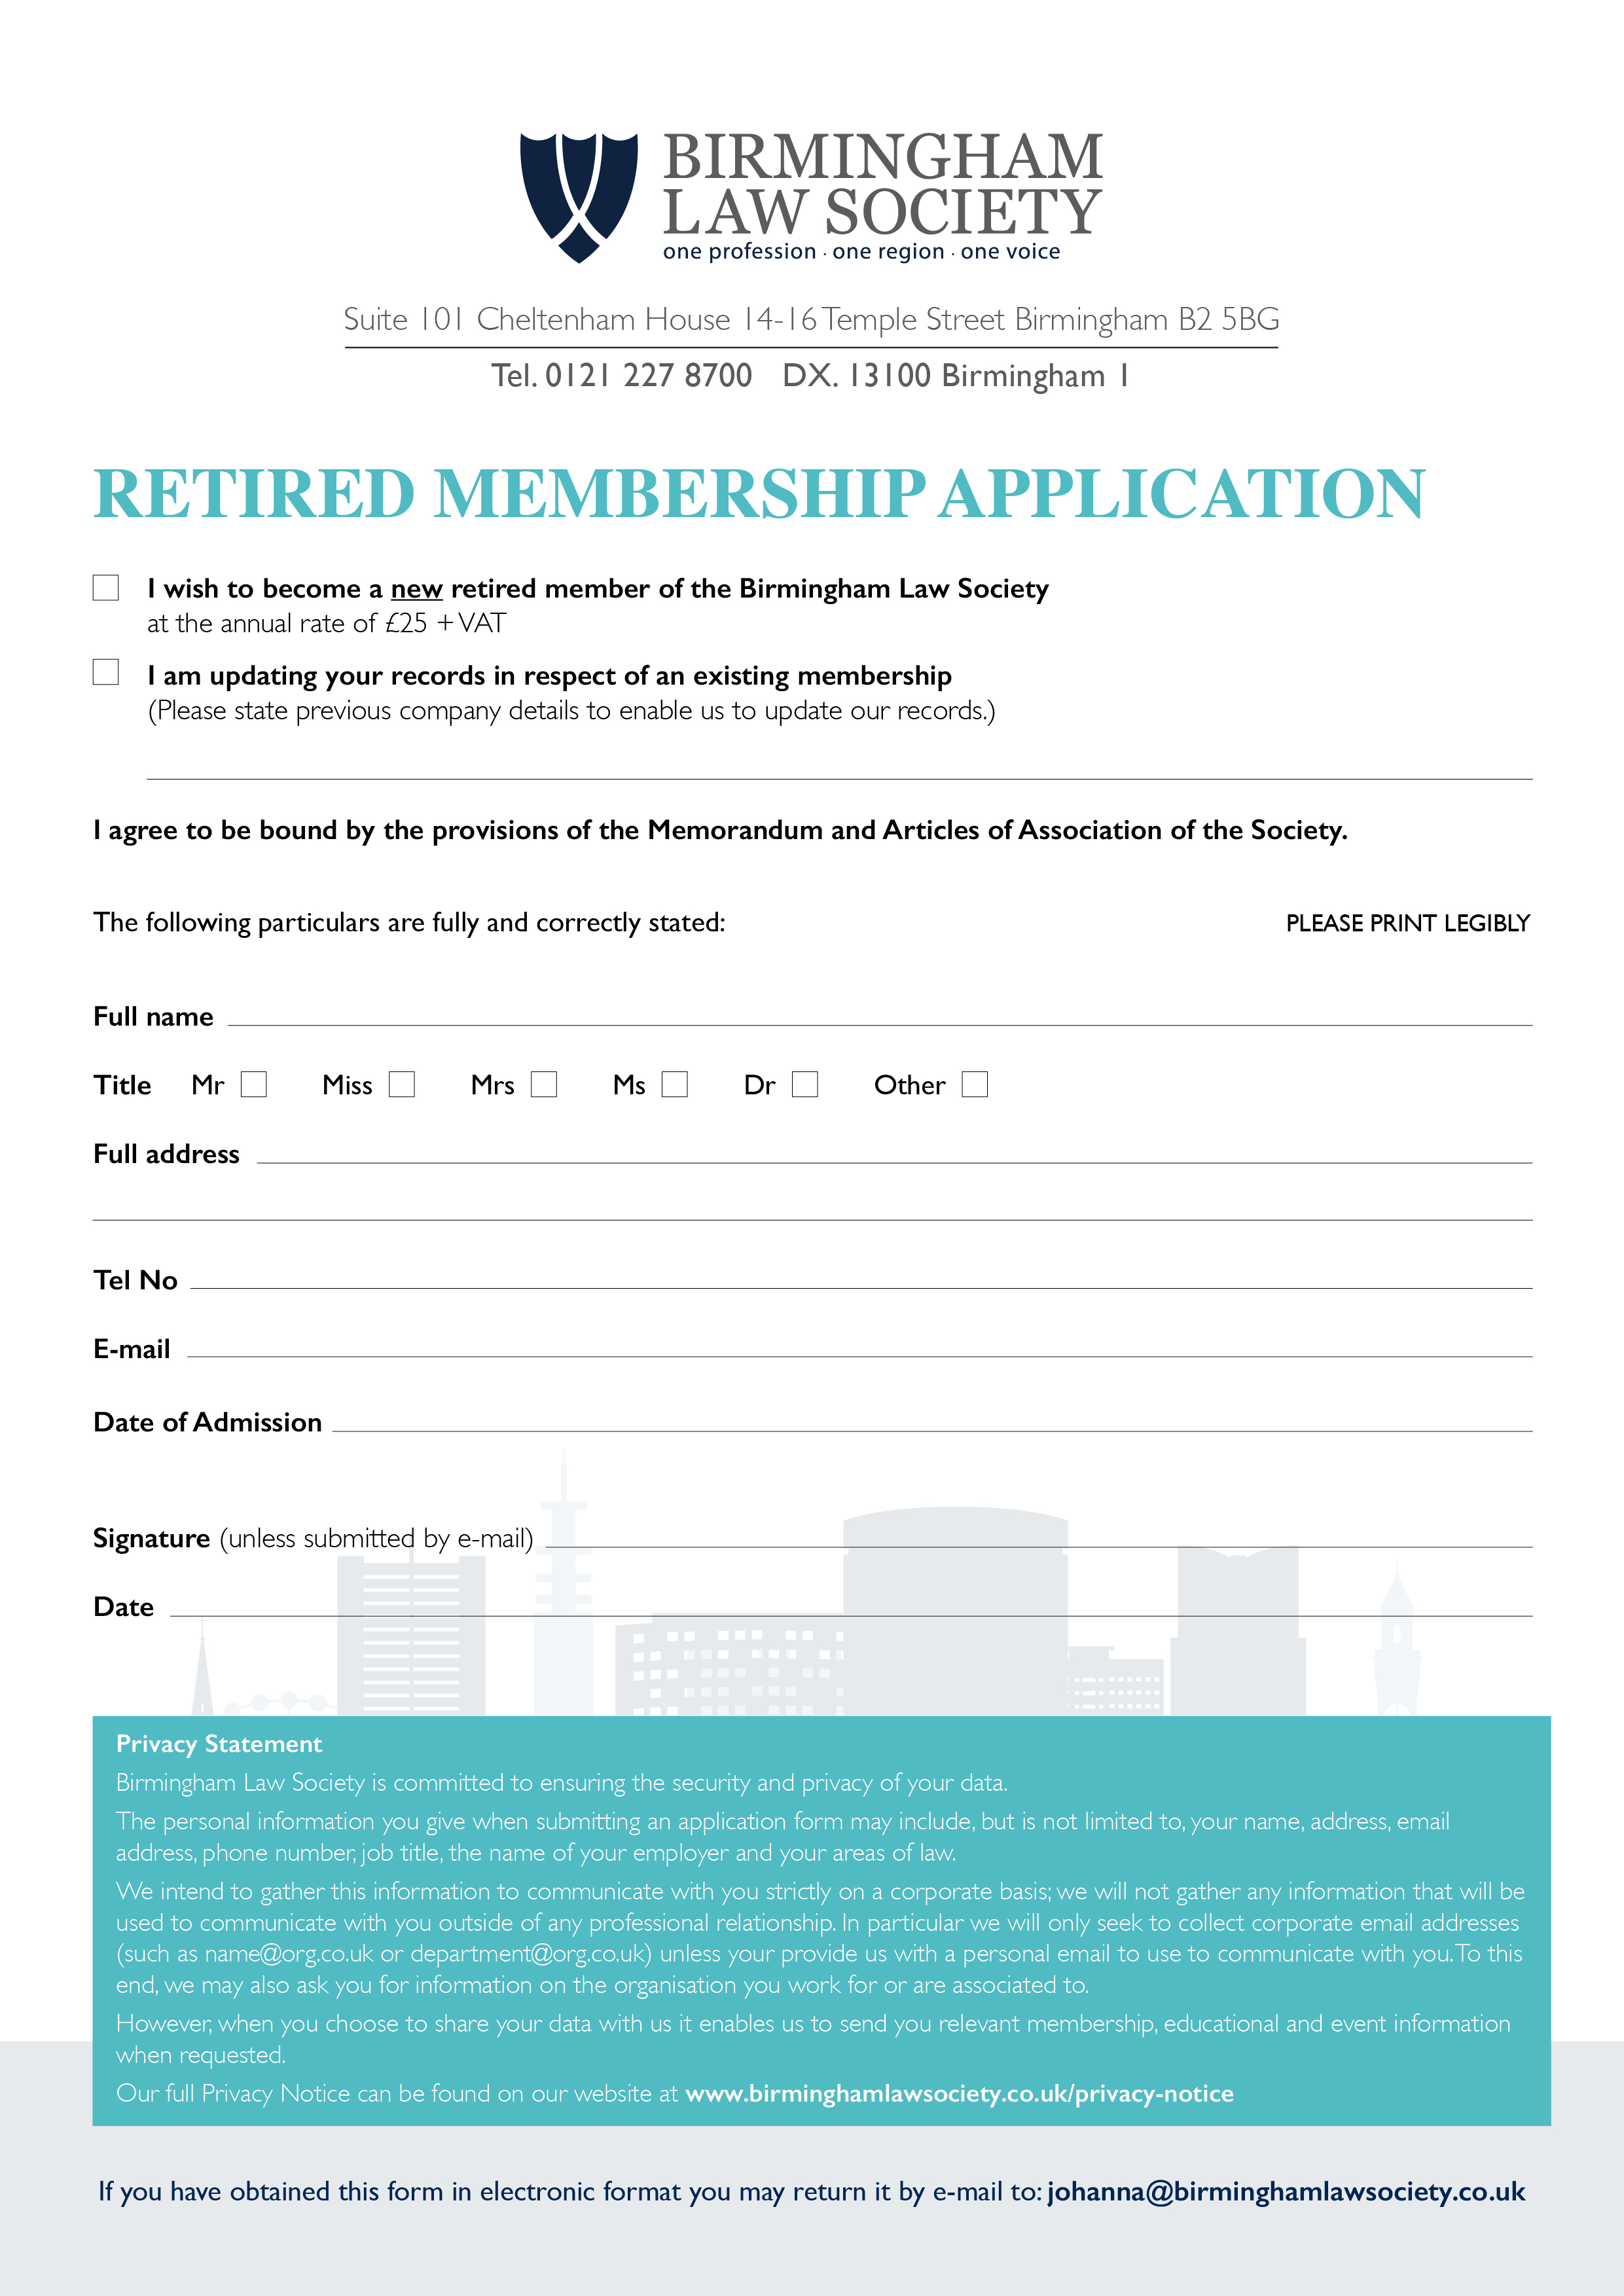 BIRMINGHAM
LAW SOCIETY
one profession · one region · one voice
Suite 101 Cheltenham House 14-16 Temple Street Birmingham B2 5BG
Tel. 0121 227 8700 DX. 13100 Birmingham 1
RETIRED MEMBERSHIP APPLICATION
I wish to become a new retired member of the Birmingham Law Society
at the annual rate of £25 + VAT
I am updating your records in respect of an existing membership
(Please state previous company details to enable us to update our records.)
I agree to be bound by the provisions of the Memorandum and Articles of Association of the Society.
The following particulars are fully and correctly stated: PLEASE PRINT LEGIBLY
Full name
Title Mr Miss Mrs Ms Dr Other
Full address
Tel No
E-mail
Date of Admission
Signature (unless submitted by e-mail)
Date
Privacy Statement
Birmingham Law Society is committed to ensuring the security and privacy of your data.
The personal information you give when submitting an application form may include, but is not limited to, your name, address, email
address, phone number, job title, the name of your employer and your areas of law.
We intend to gather this information to communicate with you strictly on a corporate basis; we will not gather any information that will be
used to communicate with you outside of any professional relationship. In particular we will only seek to collect corporate email addresses
(such as name@org.co.uk or department@org.co.uk) unless your provide us with a personal email to use to communicate with you. To this
end, we may also ask you for information on the organisation you work for or are associated to.
However, when you choose to share your data with us it enables us to send you relevant membership, educational and event information
when requested.
Our full Privacy Notice can be found on our website at www.birminghamlawsociety.co.uk/privacy-notice
If you have obtained this form in electronic format you may return it by e-mail to: johanna@birminghamlawsociety.co.uk